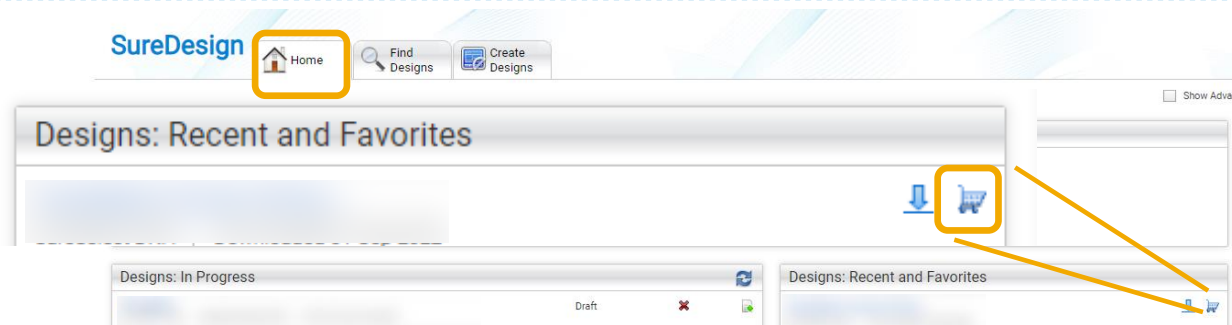 SureDesign
Home
Find
Designs
Create
Designs
Show Adva
Designs: Recent and Favorites
Designs: In Progress
Designs: Recent and Favorites
Draft